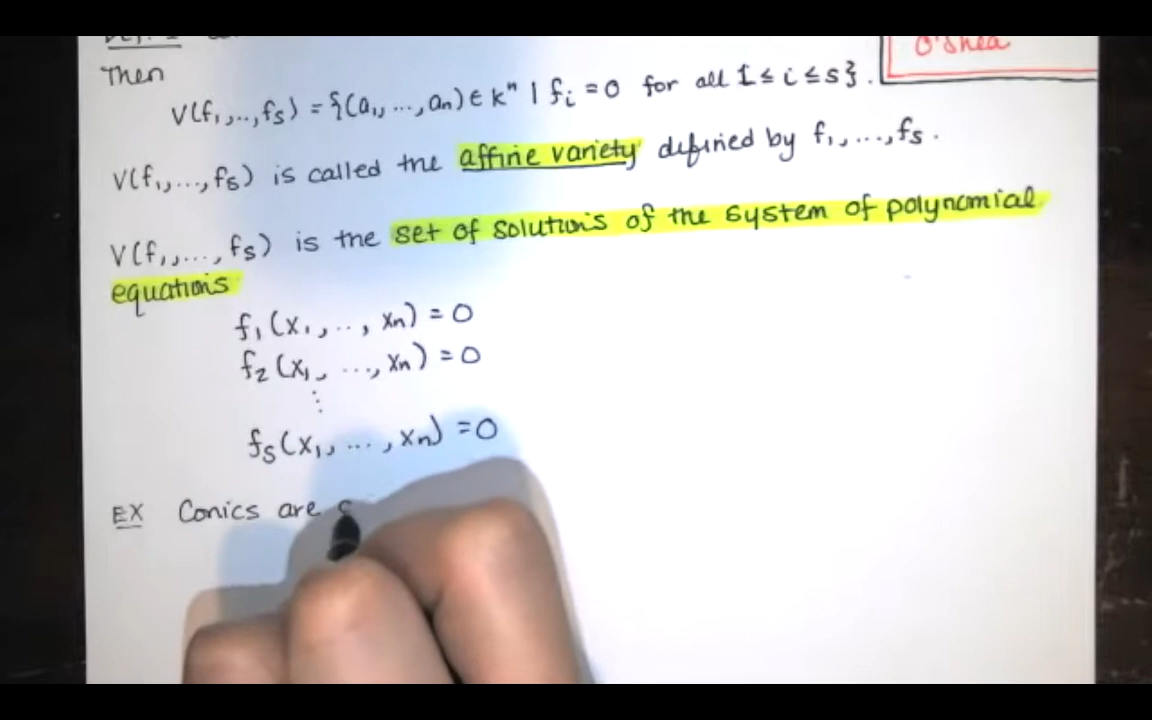 O'Shea
Then
V(f₁,..,fₛ) = {(a₁, ..., aₙ) ∈ kⁿ | fᵢ = 0 for all 1 ≤ i ≤ s}.
V(f₁,...,fₛ) is called the affine variety defined by f₁,...,fₛ.
V(f₁,..., fₛ) is the set of solutions of the system of polynomial
equations
f₁(x₁, .., xₙ) = 0
f₂(x₁, ..., xₙ) = 0
⋮
fₛ(x₁, ..., xₙ) = 0
EX Conics are